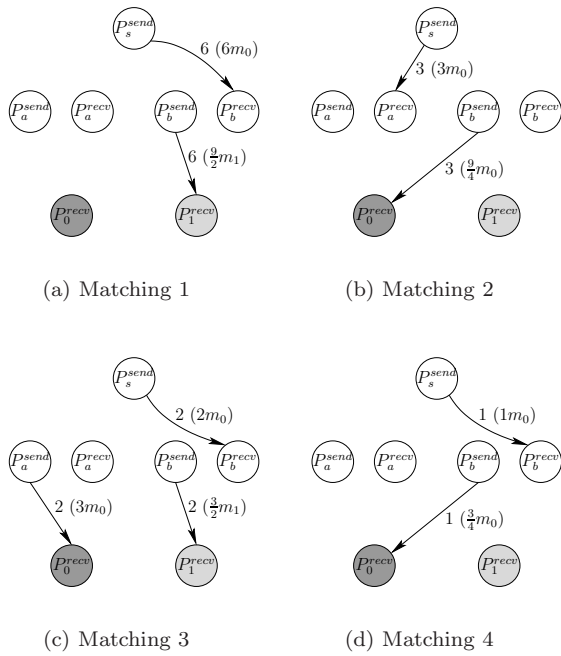 P_s^{send}
6 (6m_0)
P_a^{send} P_a^{recv} P_b^{send} P_b^{recv}
6 (\frac{9}{2}m_1)
P_0^{recv} P_1^{recv}
(a) Matching 1
P_s^{send}
3 (3m_0)
P_a^{send} P_a^{recv} P_b^{send} P_b^{recv}
3 (\frac{9}{4}m_0)
P_0^{recv} P_1^{recv}
(b) Matching 2
P_s^{send}
2 (2m_0)
P_a^{send} P_a^{recv} P_b^{send} P_b^{recv}
2 (3m_0) 2 (\frac{3}{2}m_1)
P_0^{recv} P_1^{recv}
(c) Matching 3
P_s^{send}
1 (1m_0)
P_a^{send} P_a^{recv} P_b^{send} P_b^{recv}
1 (\frac{3}{4}m_0)
P_0^{recv} P_1^{recv}
(d) Matching 4